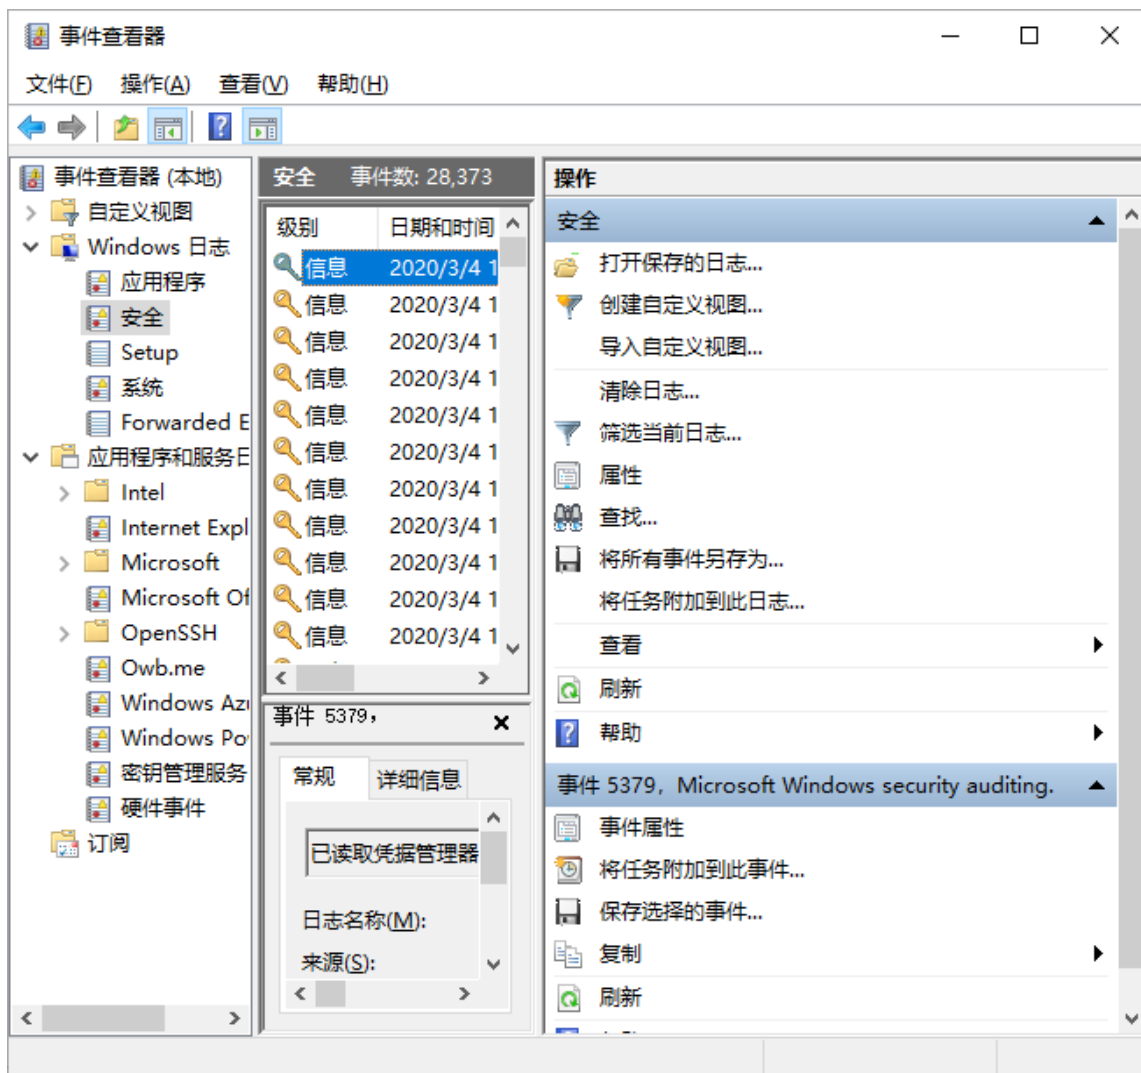 事件查看器
文件(F) 操作(A) 查看(V) 帮助(H)
事件查看器 (本地)
自定义视图
Windows 日志
应用程序
安全
Setup
系统
Forwarded E
应用程序和服务日
Intel
Internet Expl
Microsoft
Microsoft Of
OpenSSH
Owb.me
Windows Azu
Windows Po
密钥管理服务
硬件事件
订阅
安全 事件数: 28,373
级别 日期和时间
信息 2020/3/4 1
信息 2020/3/4 1
信息 2020/3/4 1
信息 2020/3/4 1
信息 2020/3/4 1
信息 2020/3/4 1
信息 2020/3/4 1
信息 2020/3/4 1
信息 2020/3/4 1
信息 2020/3/4 1
信息 2020/3/4 1
事件 5379，
常规 详细信息
已读取凭据管理器
日志名称(M):
来源(S):
操作
安全
打开保存的日志...
创建自定义视图...
导入自定义视图...
清除日志...
筛选当前日志...
属性
查找...
将所有事件另存为...
将任务附加到此日志...
查看
刷新
帮助
事件 5379，Microsoft Windows security auditing.
事件属性
将任务附加到此事件...
保存选择的事件...
复制
刷新